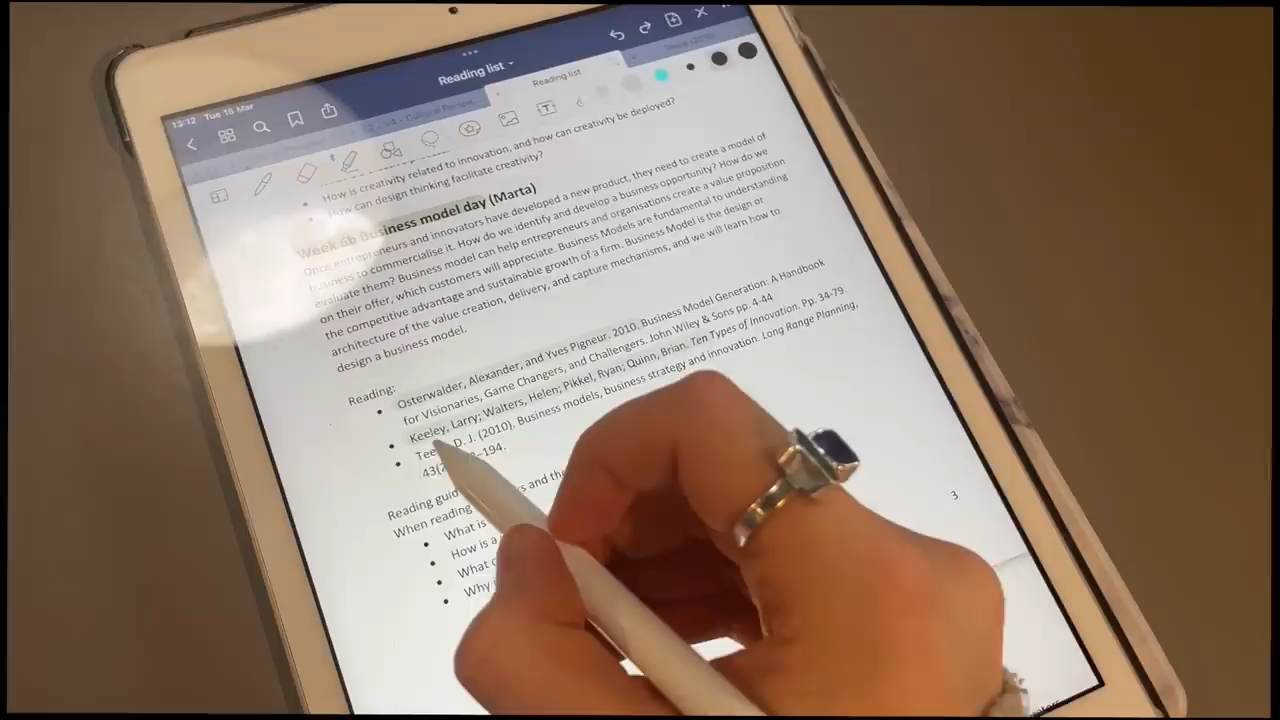 13:12 Tue 18 Mar
Reading list
Reading list
V4 - Cultural Perspe
How is creativity related to innovation, and how can creativity be deployed?
How can design thinking facilitate creativity?
Week 6b Business model day (Marta)
Once entrepreneurs and innovators have developed a new product, they need to create a model of
business to commercialise it. How do we identify and develop a business opportunity? How do we
evaluate them? Business model can help entrepreneurs and organisations create a value proposition
on their offer, which customers will appreciate. Business Models are fundamental to understanding
the competitive advantage and sustainable growth of a firm. Business Model is the design or
architecture of the value creation, delivery, and capture mechanisms, and we will learn how to
design a business model.
Reading:
• Osterwalder, Alexander, and Yves Pigneur. 2010. Business Model Generation: A Handbook
for Visionaries, Game Changers, and Challengers. John Wiley & Sons pp. 4-44
• Keeley, Larry; Walters, Helen; Pikkel, Ryan; Quinn, Brian. Ten Types of Innovation. Pp. 34-79.
• D. J. (2010). Business models, business strategy and innovation. Long Range Planning,
43( –194.
Reading
When reading
• What is
• How is a
• What
• Why
3